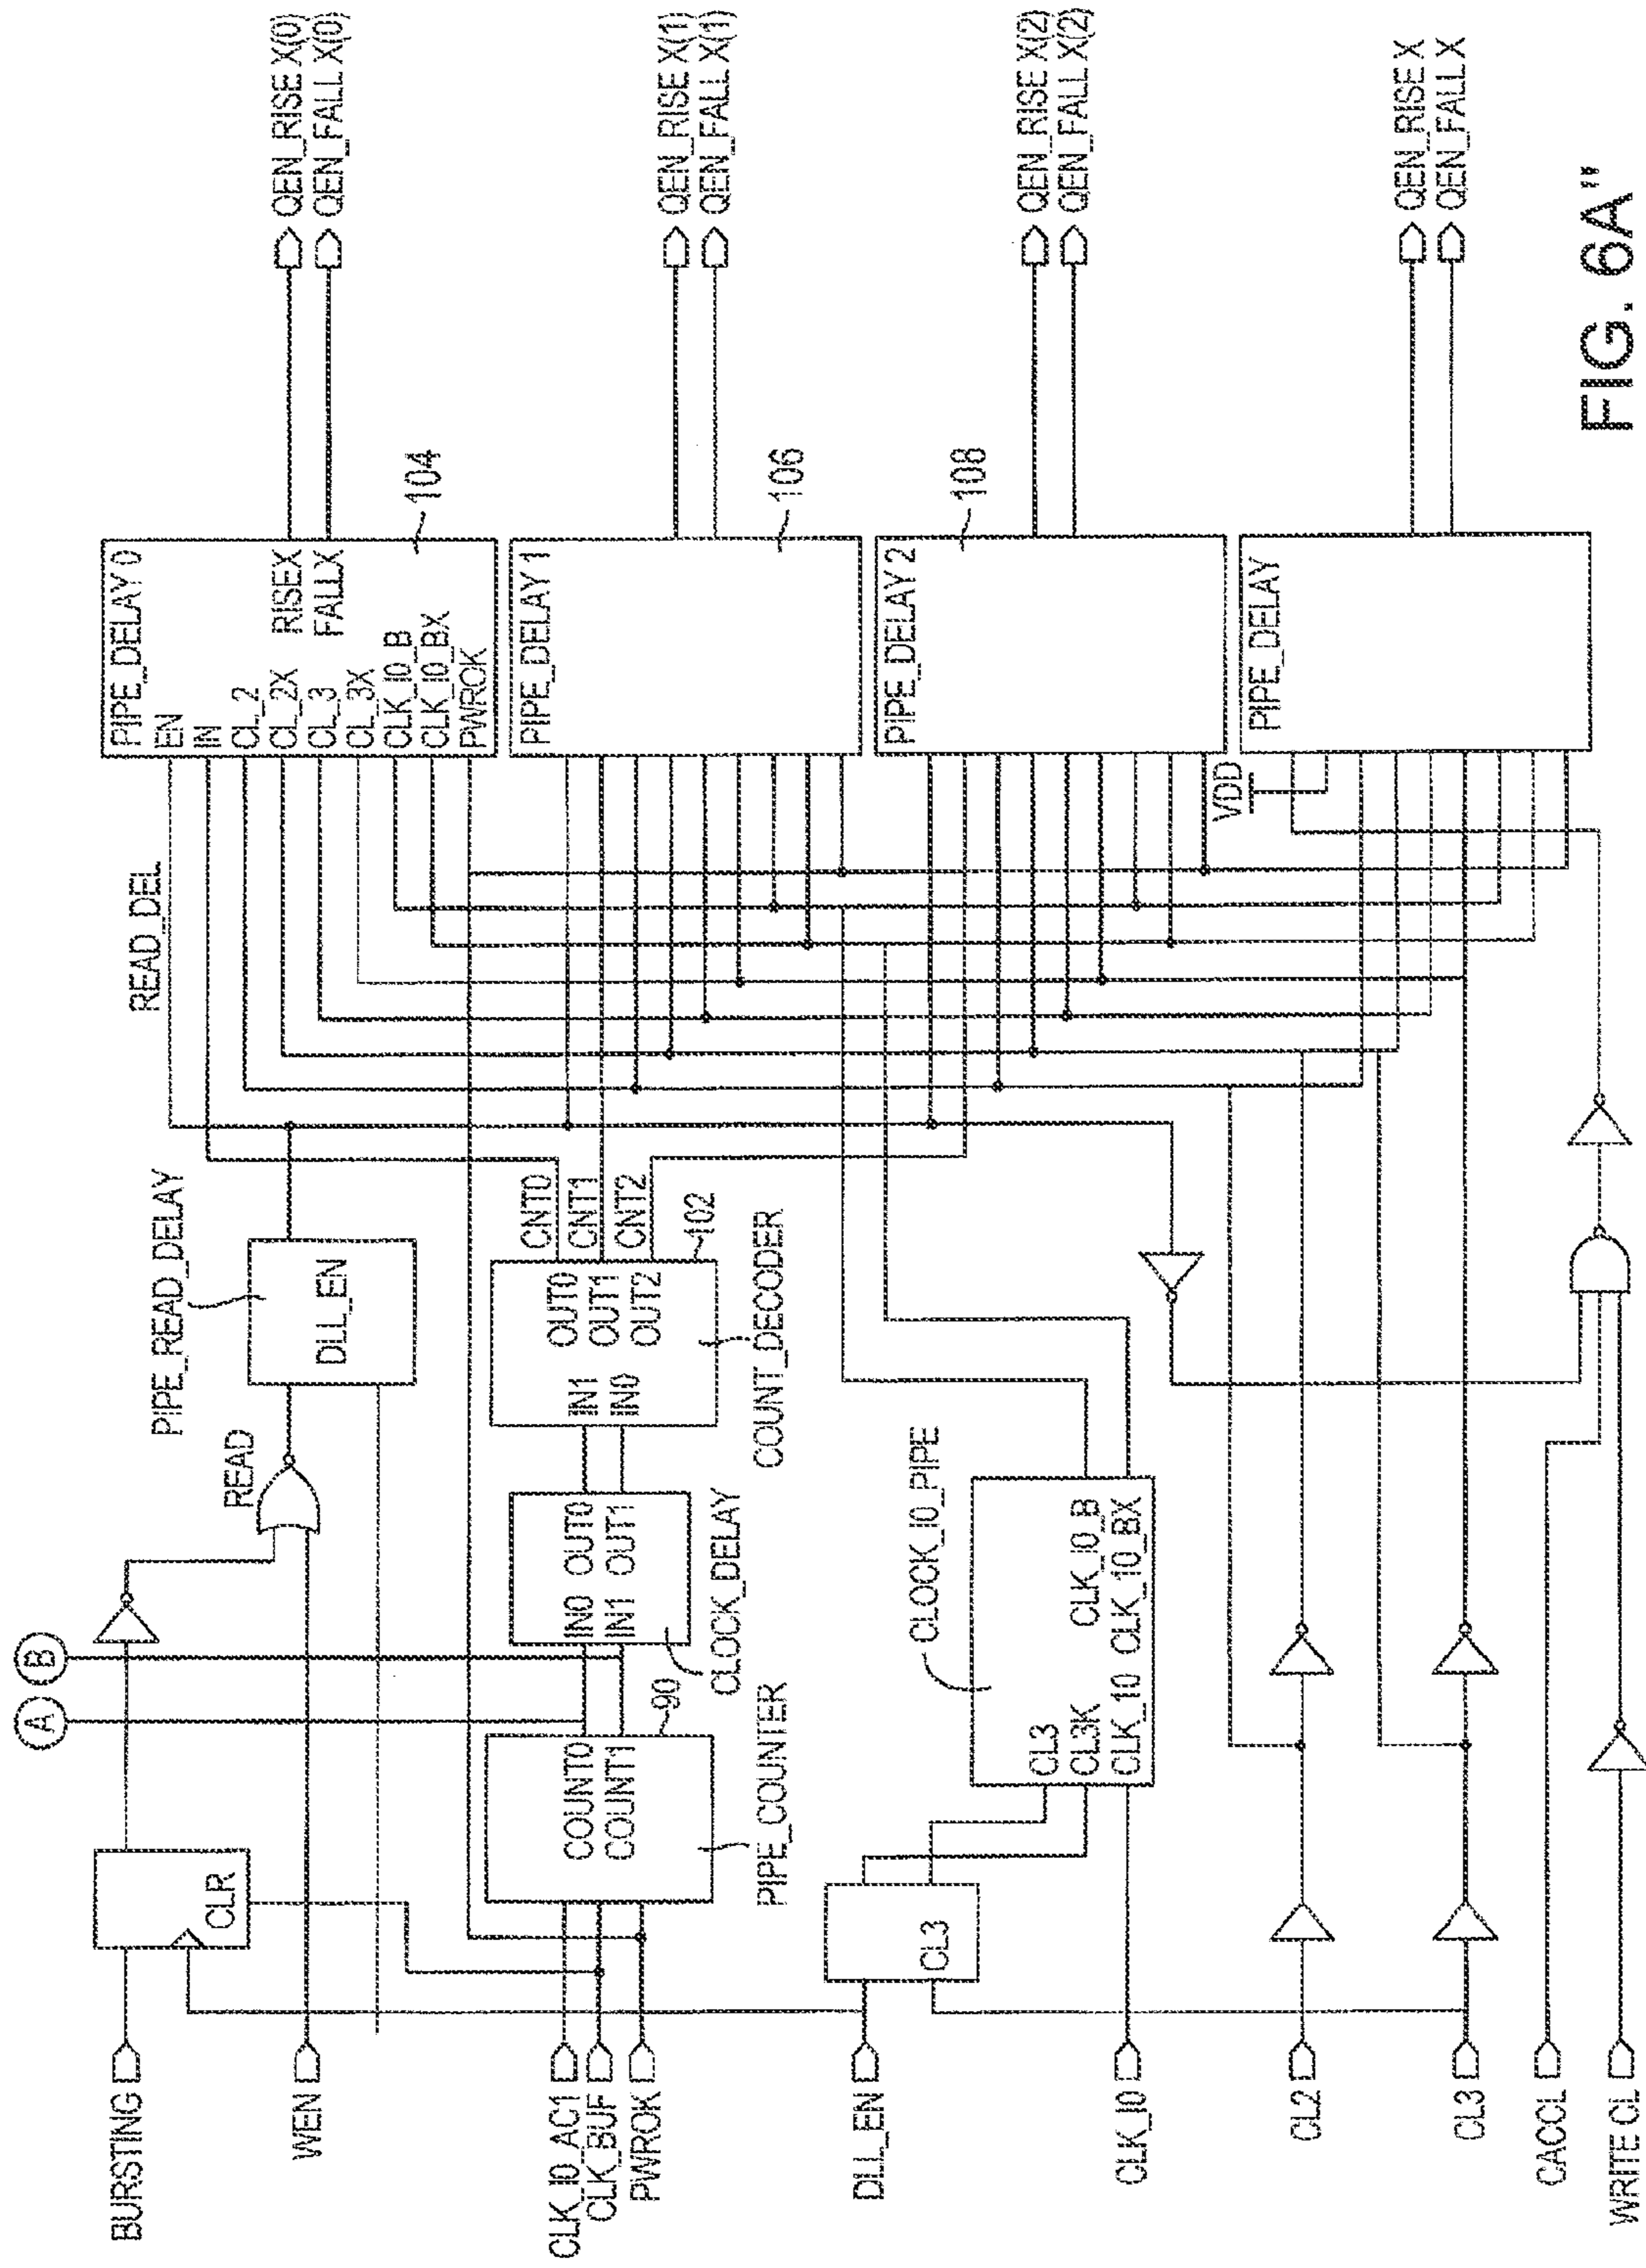 BURSTING
WEN
CLK_IO_AC1
CLK_BUF
PWROK
DLL_EN
CLK_IO
CL2
CL3
CACCL
WRITE CL
A
B
CLR
READ
PIPE_READ_DELAY
DLL_EN
READ_DEL
COUNT0
COUNT1
90
PIPE_COUNTER
IN0 OUT0
IN1 OUT1
CLOCK_DELAY
IN1
IN0
OUT0
OUT1
OUT2
CNT0
CNT1
CNT2
102
COUNT_DECODER
CL3
CLOCK_IO_PIPE
CL3
CL3K
CLK_IO
CLK_IO_B
CLK_IO_BX
PIPE_DELAY 0
EN
IN
CL_2
CL_2X
CL_3
CL_3X
CLK_IO_B
CLK_IO_BX
PWROK
RISEX
FALLX
104
PIPE_DELAY 1
106
PIPE_DELAY 2
108
VDD
PIPE_DELAY
QEN_RISE X(0)
QEN_FALL X(0)
QEN_RISE X(1)
QEN_FALL X(1)
QEN_RISE X(2)
QEN_FALL X(2)
QEN_RISE X
QEN_FALL X
FIG. 6A"